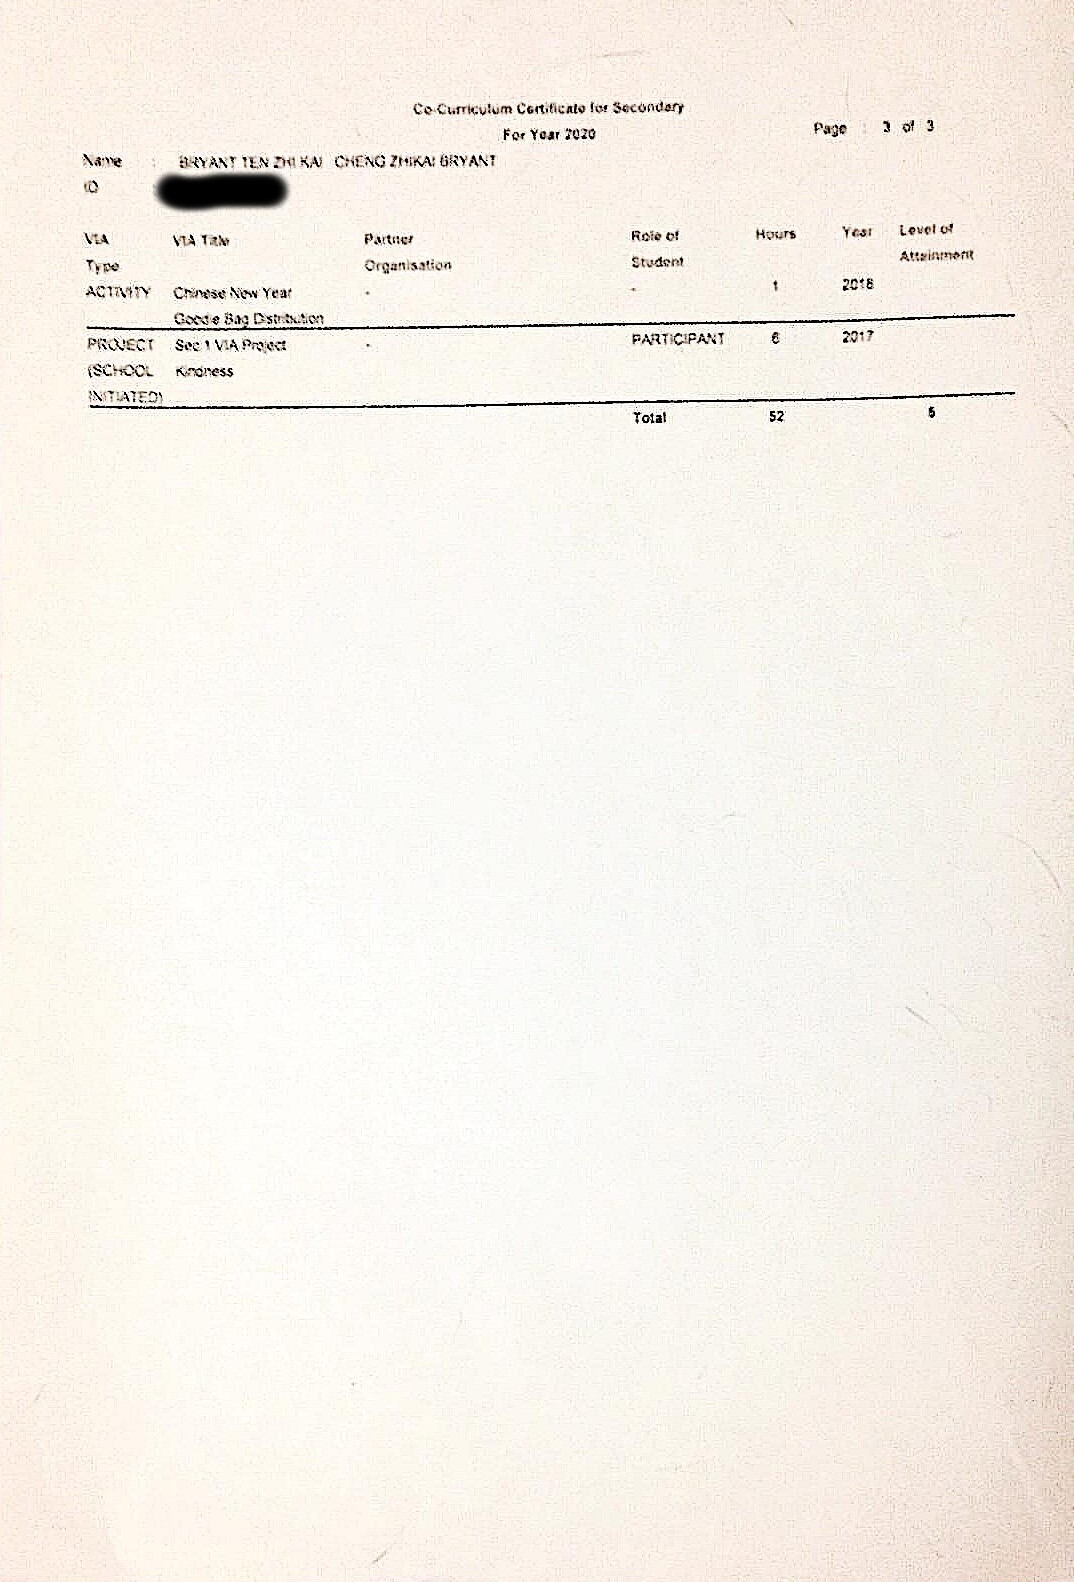 Co-Curriculum Certificate for Secondary
For Year 2020
Page : 3 of 3
Name : BRYANT TEN ZHI KAI CHENG ZHIKAI BRYANT
ID
VIA Type VIA Title Partner Organisation Role of Student Hours Year Level of Attainment
ACTIVITY Chinese New Year - - 1 2018
Goodie Bag Distribution
PROJECT Sec 1 VIA Project - PARTICIPANT 6 2017
(SCHOOL Kindness
INITIATED)
Total 52 5